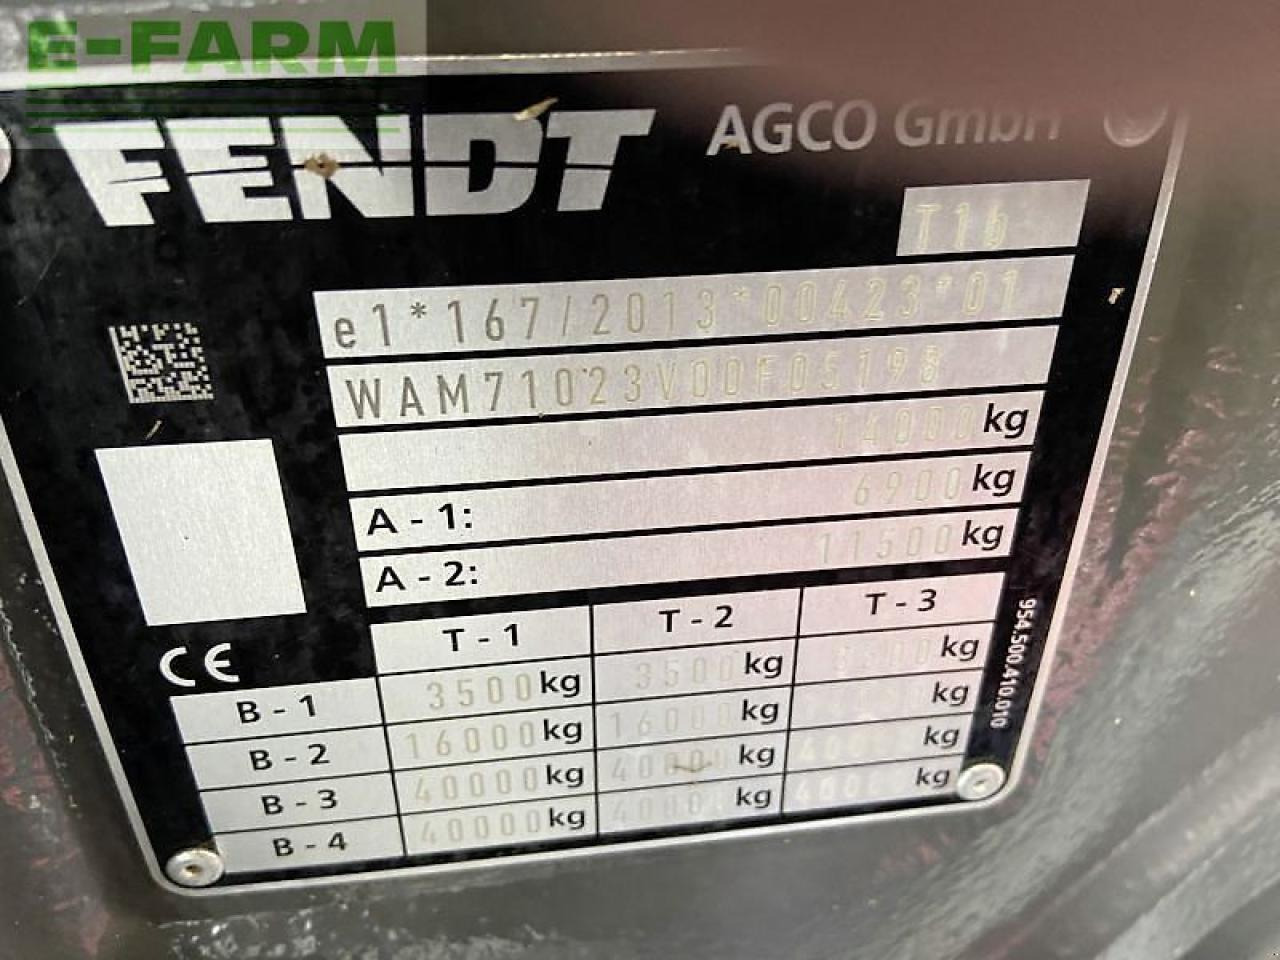 E-FARM
FENDT AGCO GmbH
T1b
e1*167/2013*00423*01
WAM71023V00F05198
14000 kg
A - 1: 6900 kg
A - 2: 11500 kg
T - 1 T - 2 T - 3
B - 1 3500 kg 3500 kg kg
B - 2 16000 kg 16000 kg kg
B - 3 40000 kg 40000 kg kg
B - 4 40000 kg kg kg
CE
954.500.410.010